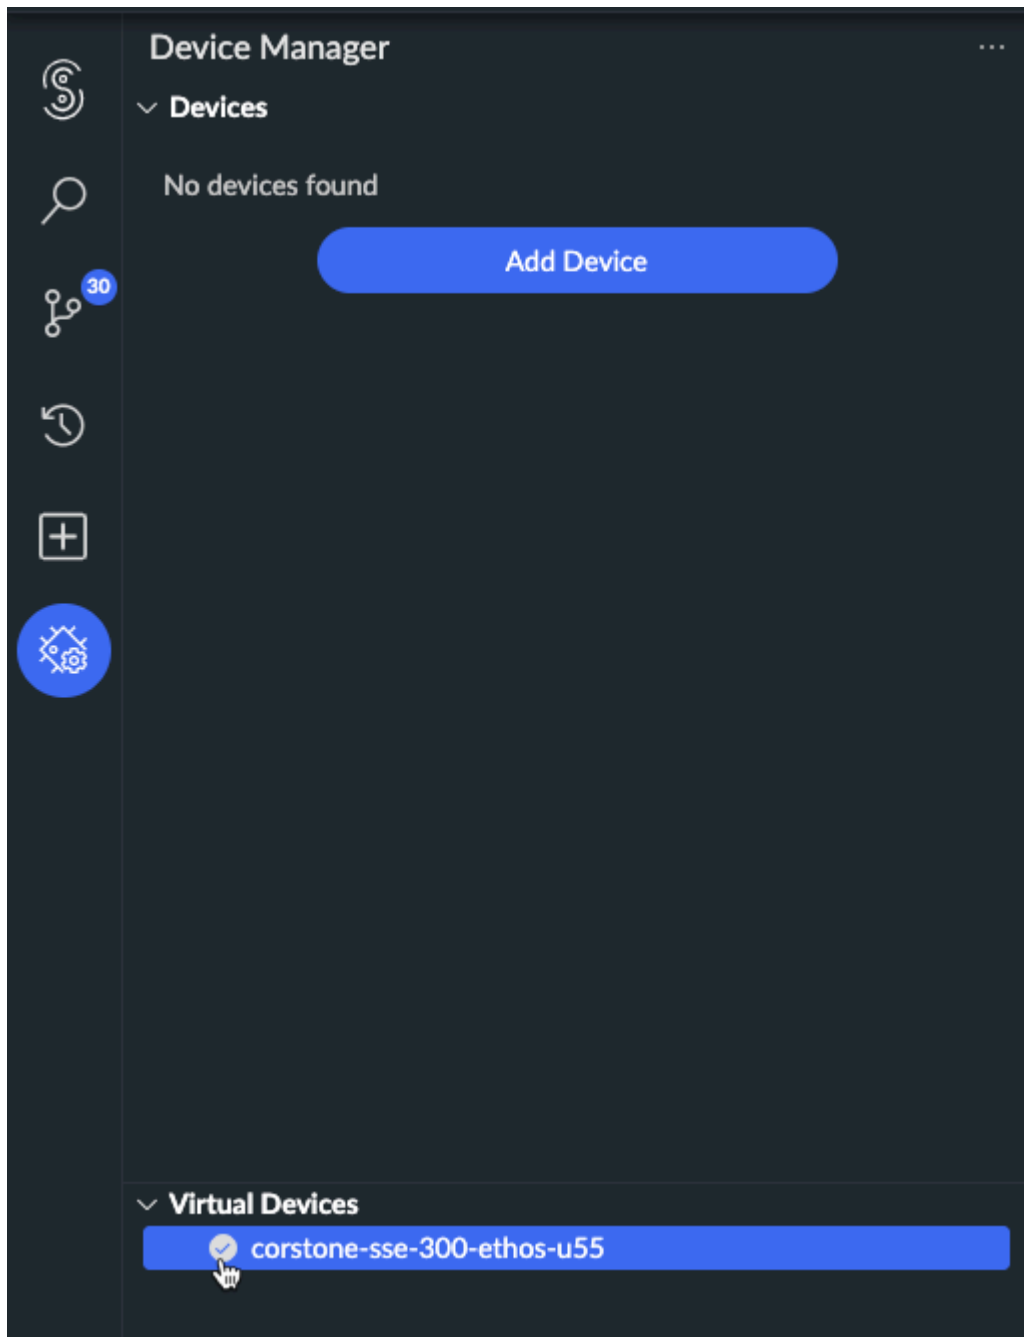 Device Manager
Devices
No devices found
Add Device
30
Virtual Devices
corstone-sse-300-ethos-u55